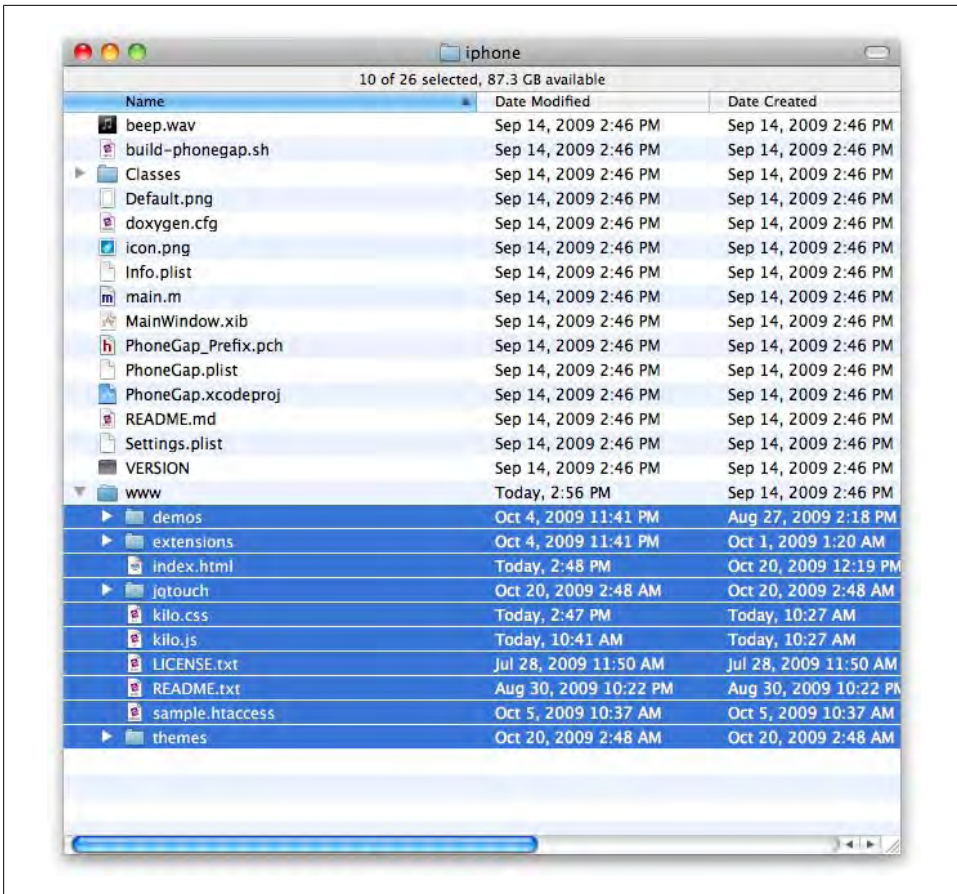 iphone
10 of 26 selected, 87.3 GB available
Name Date Modified Date Created
beep.wav Sep 14, 2009 2:46 PM Sep 14, 2009 2:46 PM
build-phonegap.sh Sep 14, 2009 2:46 PM Sep 14, 2009 2:46 PM
Classes Sep 14, 2009 2:46 PM Sep 14, 2009 2:46 PM
Default.png Sep 14, 2009 2:46 PM Sep 14, 2009 2:46 PM
doxygen.cfg Sep 14, 2009 2:46 PM Sep 14, 2009 2:46 PM
icon.png Sep 14, 2009 2:46 PM Sep 14, 2009 2:46 PM
Info.plist Sep 14, 2009 2:46 PM Sep 14, 2009 2:46 PM
main.m Sep 14, 2009 2:46 PM Sep 14, 2009 2:46 PM
MainWindow.xib Sep 14, 2009 2:46 PM Sep 14, 2009 2:46 PM
PhoneGap_Prefix.pch Sep 14, 2009 2:46 PM Sep 14, 2009 2:46 PM
PhoneGap.plist Sep 14, 2009 2:46 PM Sep 14, 2009 2:46 PM
PhoneGap.xcodeproj Sep 14, 2009 2:46 PM Sep 14, 2009 2:46 PM
README.md Sep 14, 2009 2:46 PM Sep 14, 2009 2:46 PM
Settings.plist Sep 14, 2009 2:46 PM Sep 14, 2009 2:46 PM
VERSION Sep 14, 2009 2:46 PM Sep 14, 2009 2:46 PM
www Today, 2:56 PM Sep 14, 2009 2:46 PM
demos Oct 4, 2009 11:41 PM Aug 27, 2009 2:18 PM
extensions Oct 4, 2009 11:41 PM Oct 1, 2009 1:20 AM
index.html Today, 2:48 PM Oct 20, 2009 12:19 PM
jqtouch Oct 20, 2009 2:48 AM Oct 20, 2009 2:48 AM
kilo.css Today, 2:47 PM Today, 10:27 AM
kilo.js Today, 10:41 AM Today, 10:27 AM
LICENSE.txt Jul 28, 2009 11:50 AM Jul 28, 2009 11:50 AM
README.txt Aug 30, 2009 10:22 PM Aug 30, 2009 10:22 PM
sample.htaccess Oct 5, 2009 10:37 AM Oct 5, 2009 10:37 AM
themes Oct 20, 2009 2:48 AM Oct 20, 2009 2:48 AM